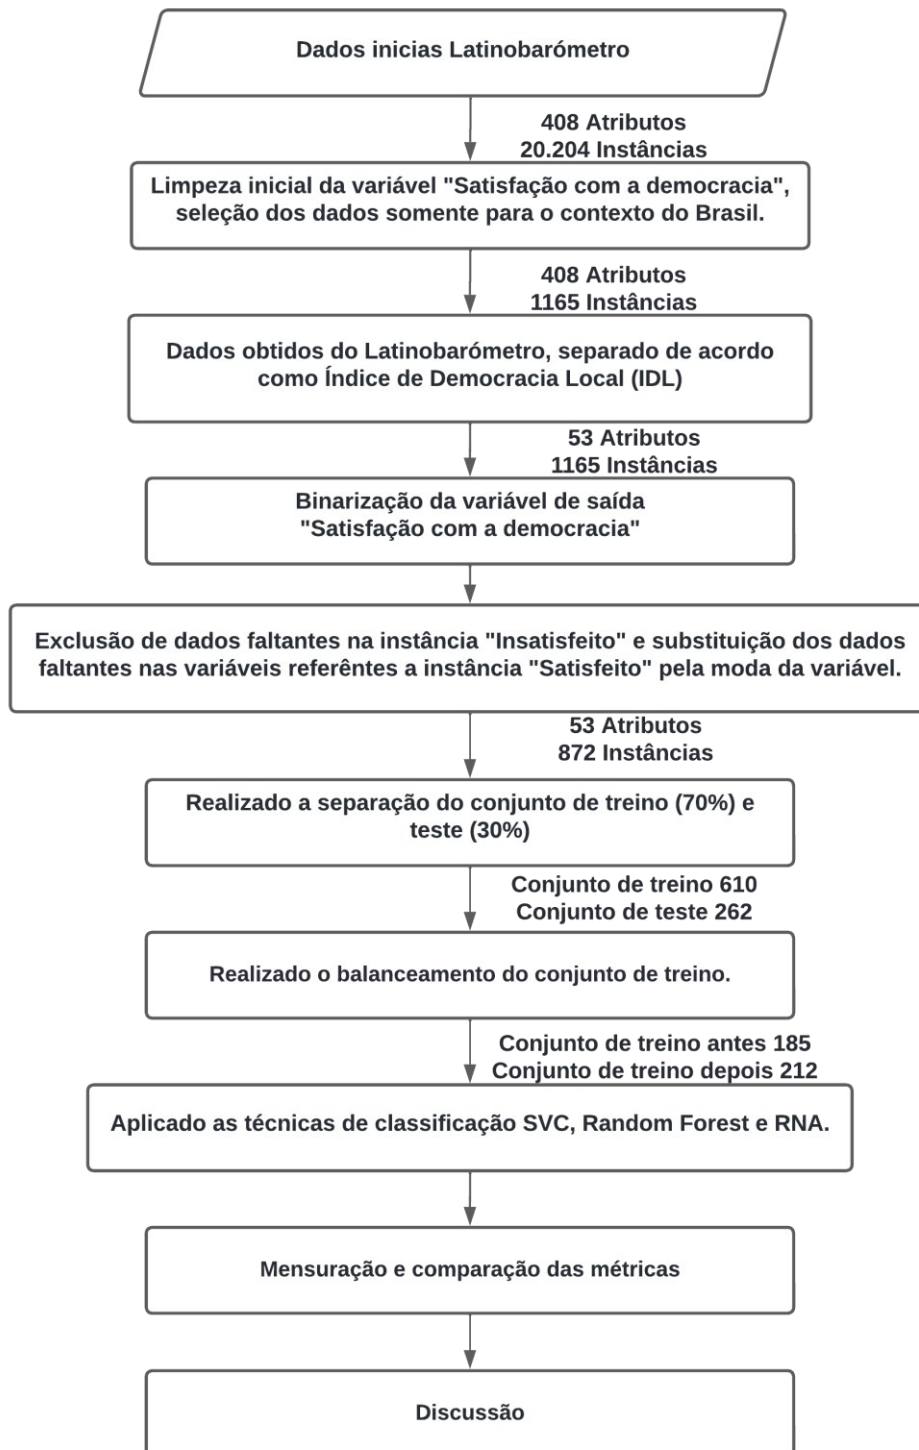 Dados inicias Latinobarómetro
408 Atributos
20.204 Instâncias
Limpeza inicial da variável "Satisfação com a democracia",
seleção dos dados somente para o contexto do Brasil.
408 Atributos
1165 Instâncias
Dados obtidos do Latinobarómetro, separado de acordo
como Índice de Democracia Local (IDL)
53 Atributos
1165 Instâncias
Binarização da variável de saída
"Satisfação com a democracia"
Exclusão de dados faltantes na instância "Insatisfeito" e substituição dos dados
faltantes nas variáveis referêntes a instância "Satisfeito" pela moda da variável.
53 Atributos
872 Instâncias
Realizado a separação do conjunto de treino (70%) e
teste (30%)
Conjunto de treino 610
Conjunto de teste 262
Realizado o balanceamento do conjunto de treino.
Conjunto de treino antes 185
Conjunto de treino depois 212
Aplicado as técnicas de classificação SVC, Random Forest e RNA.
Mensuração e comparação das métricas
Discussão